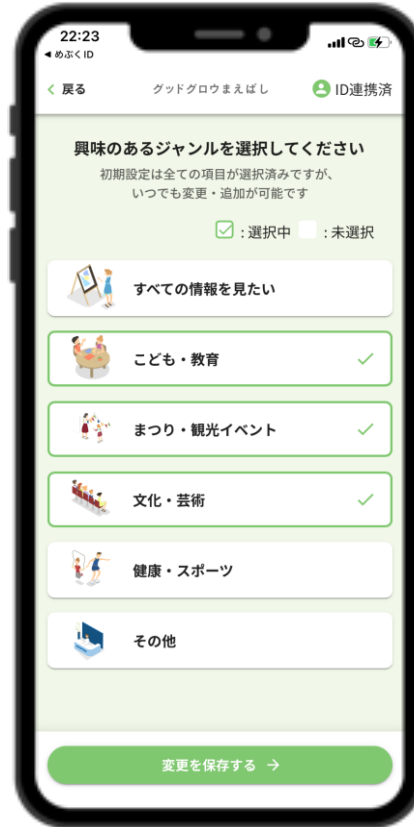 22:23
◀ めぶくID
戻る
グッドグロウまえばし
ID連携済
興味のあるジャンルを選択してください
初期設定は全ての項目が選択済みですが、
いつでも変更・追加が可能です
:選択中 :未選択
すべての情報を見たい
こども・教育
まつり・観光イベント
文化・芸術
健康・スポーツ
その他
変更を保存する →